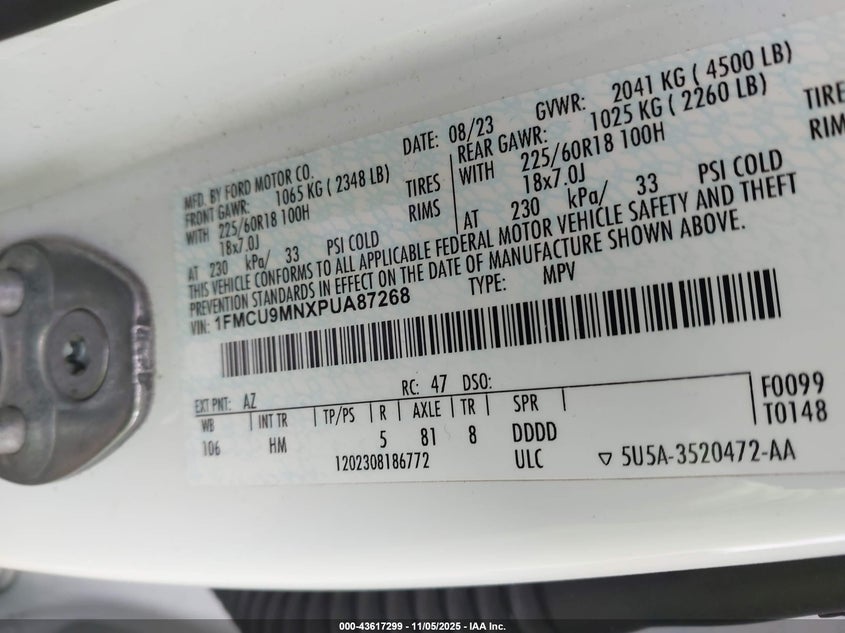 MFD. BY FORD MOTOR CO.
DATE: 08/23 GVWR: 2041 KG ( 4500 LB)
FRONT GAWR: 1065 KG ( 2348 LB) REAR GAWR: 1025 KG ( 2260 LB)
WITH 225/60R18 100H TIRES WITH 225/60R18 100H TIRE
18x7.0J RIMS 18x7.0J RIM
AT 230 kPa/ 33 PSI COLD AT 230 kPa/ 33 PSI COLD
THIS VEHICLE CONFORMS TO ALL APPLICABLE FEDERAL MOTOR VEHICLE SAFETY AND THEFT
PREVENTION STANDARDS IN EFFECT ON THE DATE OF MANUFACTURE SHOWN ABOVE.
VIN: 1FMCU9MNXPUA87268 TYPE: MPV
EXT PNT: AZ RC: 47 DSO:
WB INT TR TP/PS R AXLE TR SPR F0099
106 HM 5 81 8 DDDD T0148
1202308186772 ULC ▽ 5U5A-3520472-AA
000-43617299 - 11/05/2025 - IAA Inc.